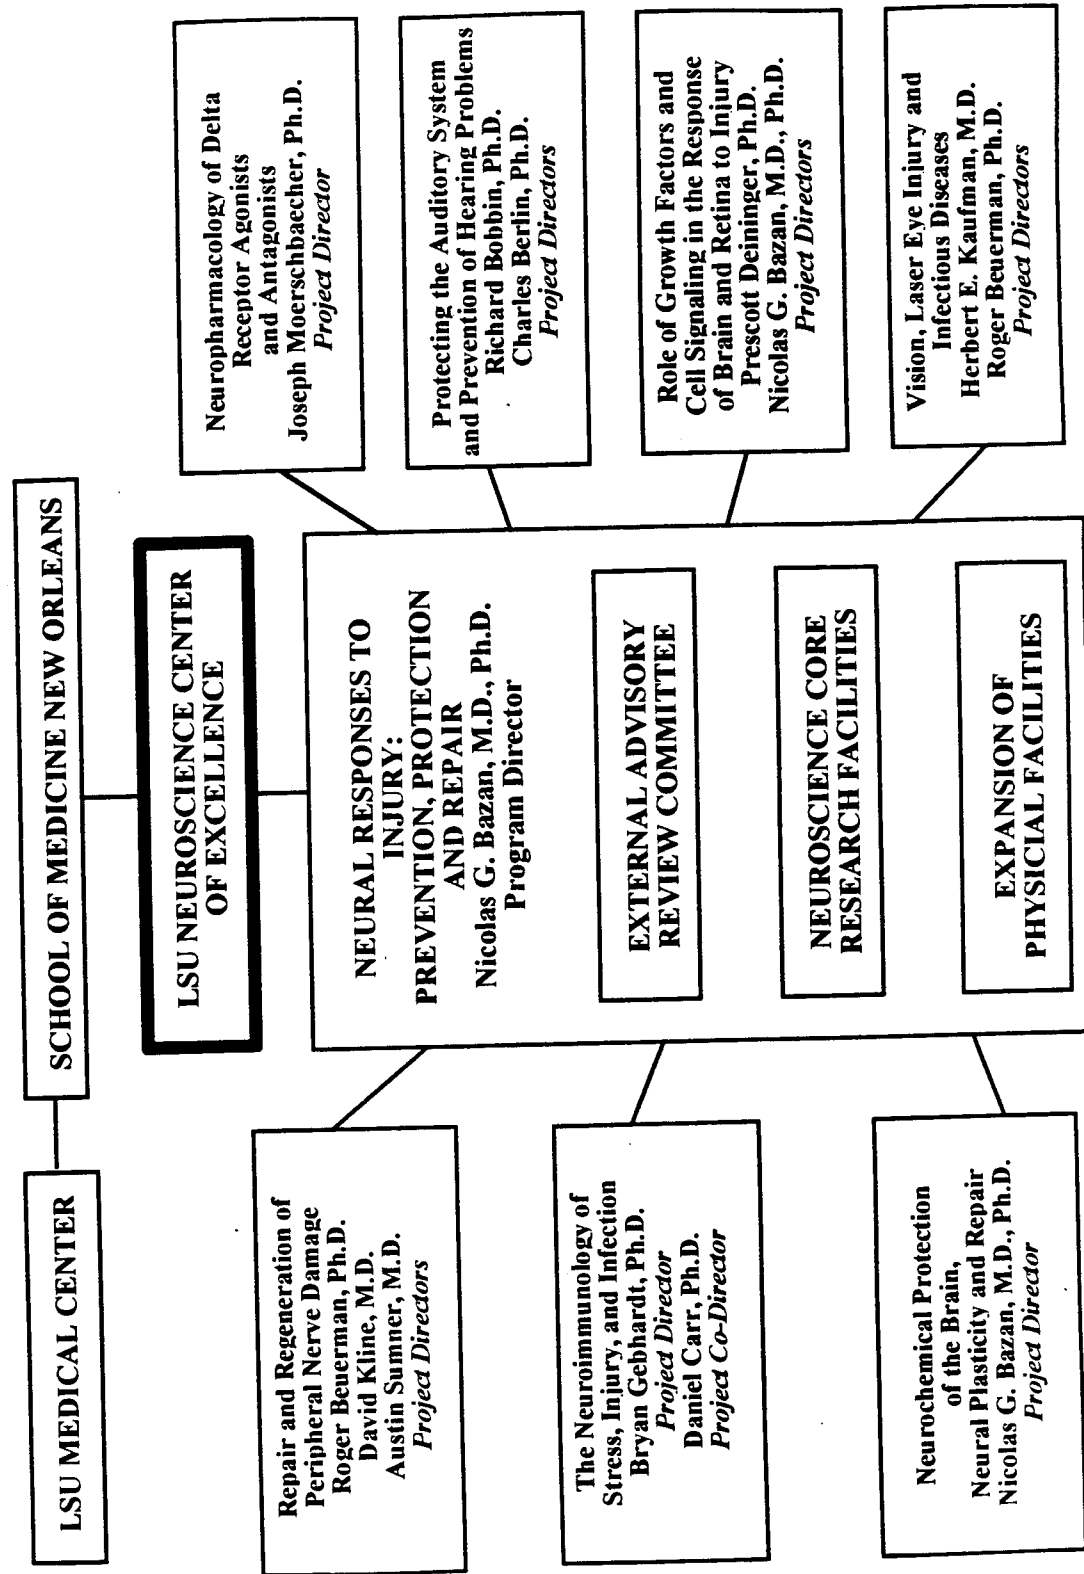 LSU MEDICAL CENTER
SCHOOL OF MEDICINE NEW ORLEANS
LSU NEUROSCIENCE CENTER
OF EXCELLENCE
NEURAL RESPONSES TO
INJURY:
PREVENTION, PROTECTION
AND REPAIR
Nicolas G. Bazan, M.D., Ph.D.
Program Director
EXTERNAL ADVISORY
REVIEW COMMITTEE
NEUROSCIENCE CORE
RESEARCH FACILITIES
EXPANSION OF
PHYSICIAL FACILITIES
Repair and Regeneration of
Peripheral Nerve Damage
Roger Beuerman, Ph.D.
David Kline, M.D.
Austin Sumner, M.D.
Project Directors
The Neuroimmunology of
Stress, Injury, and Infection
Bryan Gebhardt, Ph.D.
Project Director
Daniel Carr, Ph.D.
Project Co-Director
Neurochemical Protection
of the Brain,
Neural Plasticity and Repair
Nicolas G. Bazan, M.D., Ph.D.
Project Director
Neuropharmacology of Delta
Receptor Agonists
and Antagonists
Joseph Moerschbaecher, Ph.D.
Project Director
Protecting the Auditory System
and Prevention of Hearing Problems
Richard Bobbin, Ph.D.
Charles Berlin, Ph.D.
Project Directors
Role of Growth Factors and
Cell Signaling in the Response
of Brain and Retina to Injury
Prescott Deininger, Ph.D.
Nicolas G. Bazan, M.D., Ph.D.
Project Directors
Vision, Laser Eye Injury and
Infectious Diseases
Herbert E. Kaufman, M.D.
Roger Beuerman, Ph.D.
Project Directors